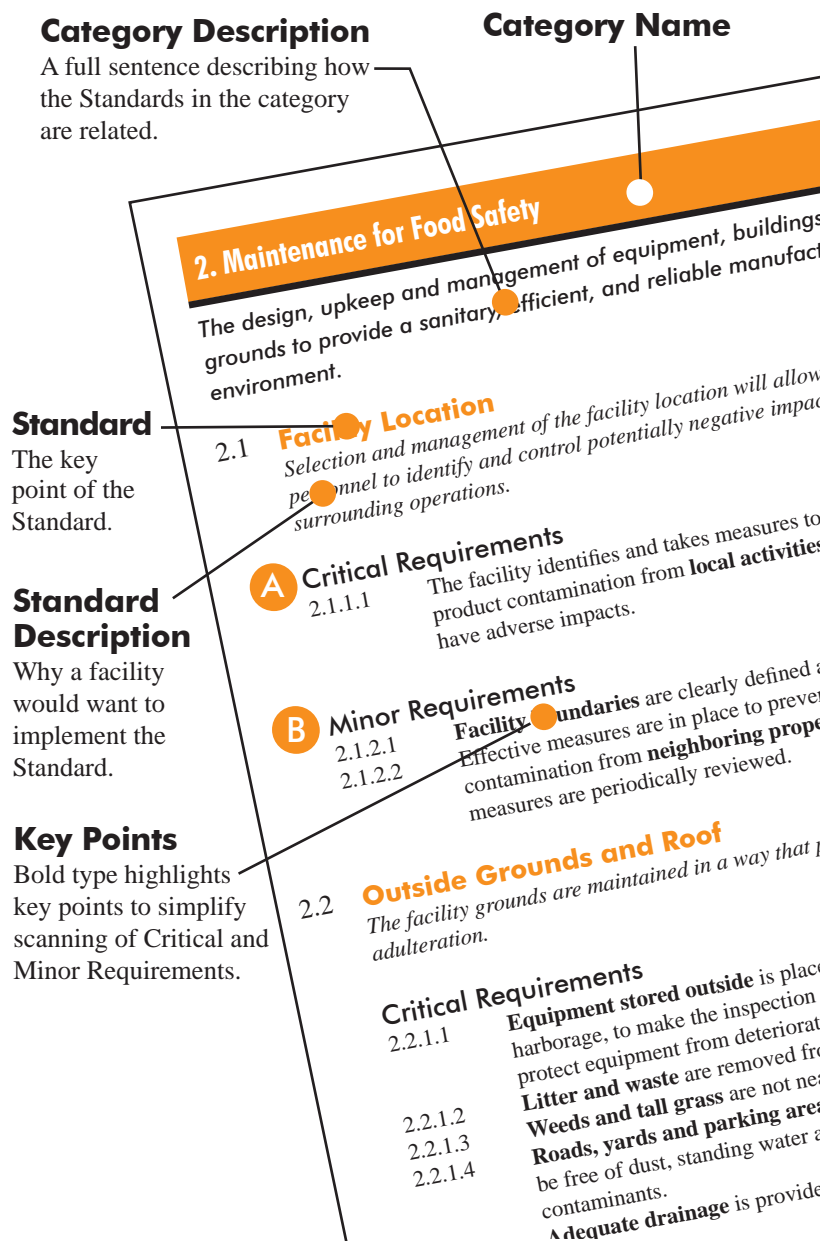 Category Description
A full sentence describing how
the Standards in the category
are related.
Category Name
2. Maintenance for Food Safety
The design, upkeep and management of equipment, buildings
grounds to provide a sanitary, efficient, and reliable manufact
environment.
Standard
The key
point of the
Standard.
2.1 Facility Location
Selection and management of the facility location will allow
personnel to identify and control potentially negative impac
surrounding operations.
Standard
Description
Why a facility
would want to
implement the
Standard.
A Critical Requirements
2.1.1.1 The facility identifies and takes measures to
product contamination from local activities
have adverse impacts.
B Minor Requirements
2.1.2.1 Facility boundaries are clearly defined a
2.1.2.2 Effective measures are in place to preven
contamination from neighboring prope
measures are periodically reviewed.
Key Points
Bold type highlights
key points to simplify
scanning of Critical and
Minor Requirements.
2.2 Outside Grounds and Roof
The facility grounds are maintained in a way that p
adulteration.
Critical Requirements
2.2.1.1 Equipment stored outside is place
harborage, to make the inspection
protect equipment from deteriorat
2.2.1.2 Litter and waste are removed fro
2.2.1.3 Weeds and tall grass are not nea
2.2.1.4 Roads, yards and parking area
be free of dust, standing water a
contaminants.
Adequate drainage is provide